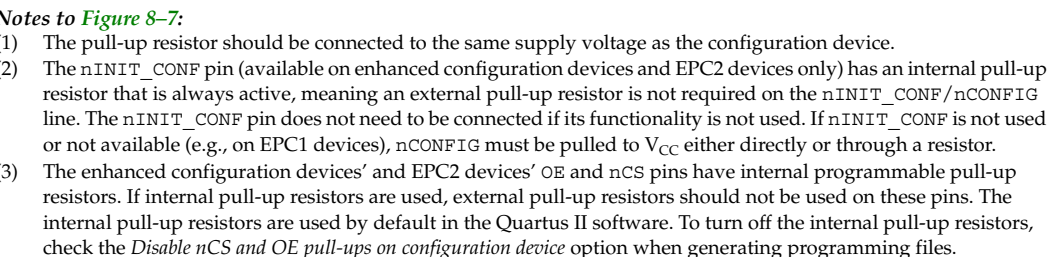 Notes to Figure 8–7:
(1) The pull-up resistor should be connected to the same supply voltage as the configuration device.
(2) The nINIT_CONF pin (available on enhanced configuration devices and EPC2 devices only) has an internal pull-up
resistor that is always active, meaning an external pull-up resistor is not required on the nINIT_CONF/nCONFIG
line. The nINIT_CONF pin does not need to be connected if its functionality is not used. If nINIT_CONF is not used
or not available (e.g., on EPC1 devices), nCONFIG must be pulled to VCC either directly or through a resistor.
(3) The enhanced configuration devices’ and EPC2 devices’ OE and nCS pins have internal programmable pull-up
resistors. If internal pull-up resistors are used, external pull-up resistors should not be used on these pins. The
internal pull-up resistors are used by default in the Quartus II software. To turn off the internal pull-up resistors,
check the Disable nCS and OE pull-ups on configuration device option when generating programming files.